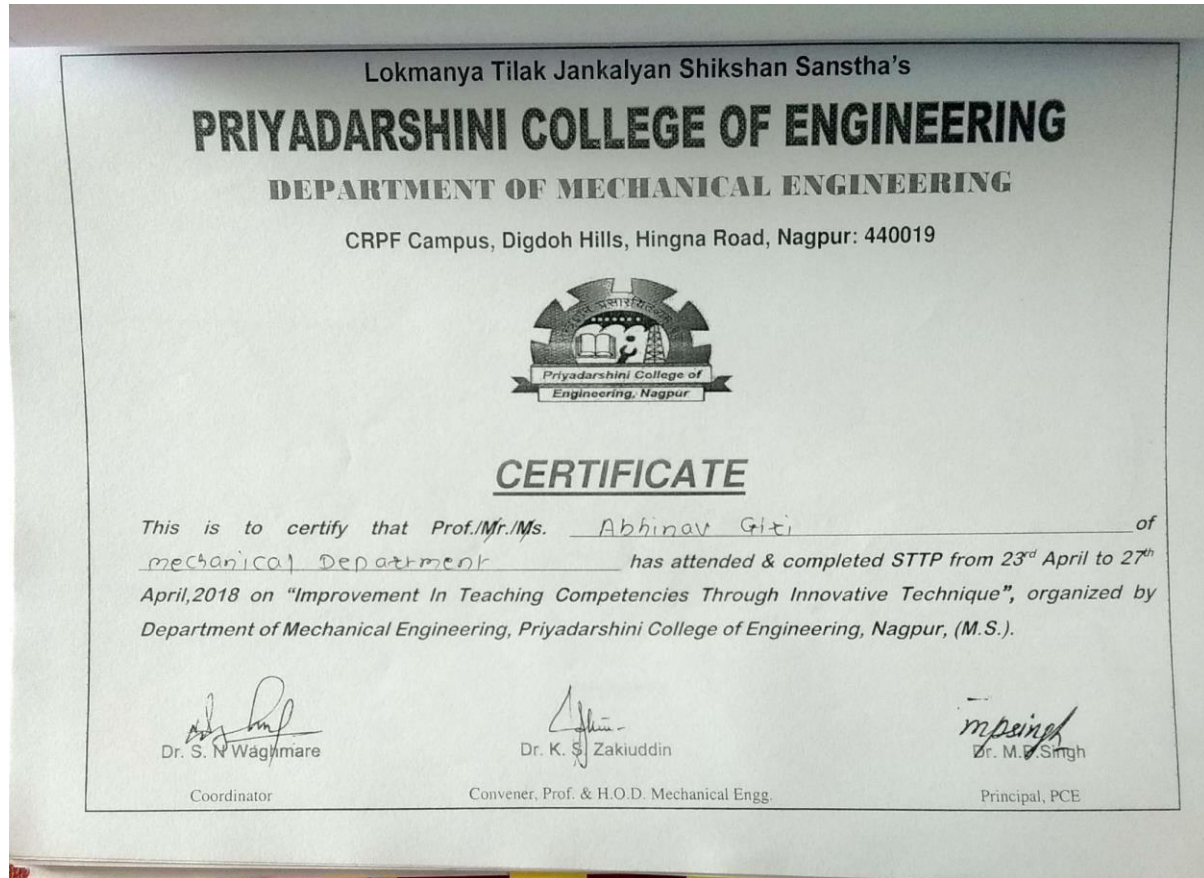 Lokmanya Tilak Jankalyan Shikshan Sanstha's
PRIYADARSHINI COLLEGE OF ENGINEERING
DEPARTMENT OF MECHANICAL ENGINEERING
CRPF Campus, Digdoh Hills, Hingna Road, Nagpur: 440019
Priyadarshini College of
Engineering, Nagpur
CERTIFICATE
This is to certify that Prof./Mr./Ms. Abhinav Giri of
mechanical Department has attended & completed STTP from 23rd April to 27th
April,2018 on "Improvement In Teaching Competencies Through Innovative Technique", organized by
Department of Mechanical Engineering, Priyadarshini College of Engineering, Nagpur, (M.S.).
mpsingh
Dr. S. N Waghmare Dr. K. S. Zakiuddin Dr. M.P.Singh
Coordinator Convener, Prof. & H.O.D. Mechanical Engg. Principal, PCE